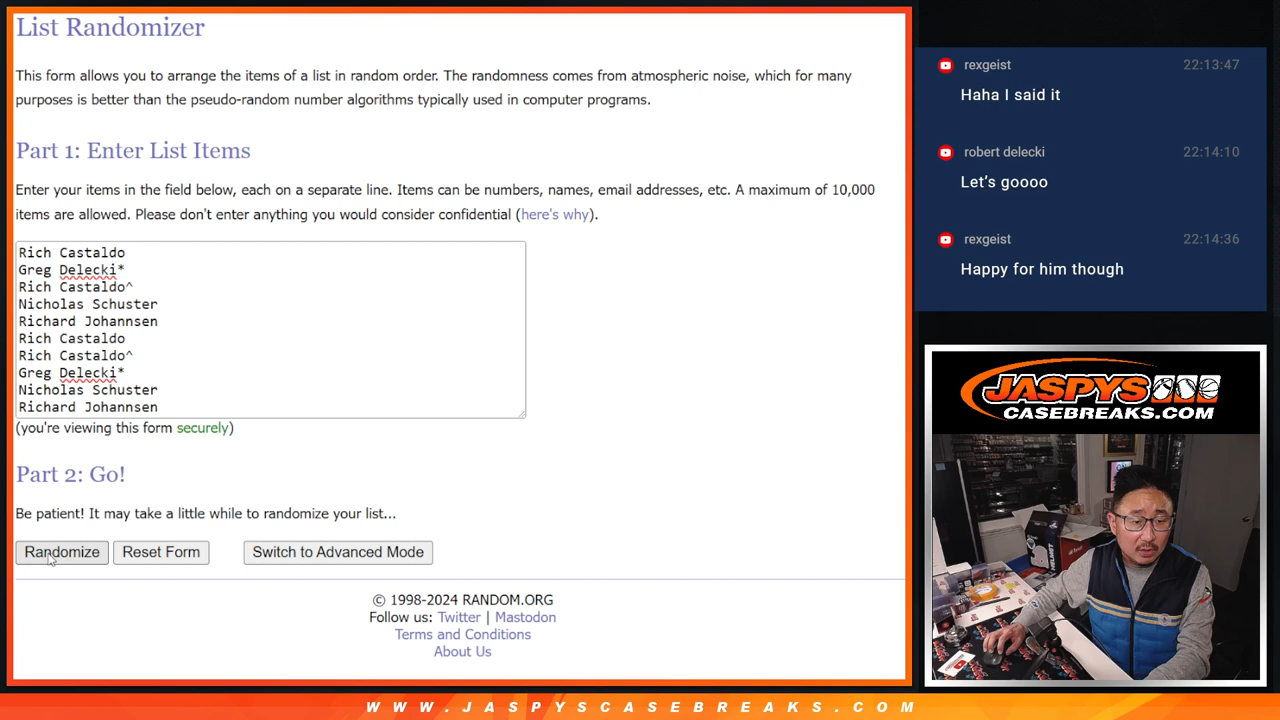 List Randomizer
This form allows you to arrange the items of a list in random order. The randomness comes from atmospheric noise, which for many
purposes is better than the pseudo-random number algorithms typically used in computer programs.
Part 1: Enter List Items
Enter your items in the field below, each on a separate line. Items can be numbers, names, email addresses, etc. A maximum of 10,000
items are allowed. Please don't enter anything you would consider confidential (here's why).
Rich Castaldo
Greg Delecki*
Rich Castaldo^
Nicholas Schuster
Richard Johannsen
Rich Castaldo
Rich Castaldo^
Greg Delecki*
Nicholas Schuster
Richard Johannsen
(you're viewing this form securely)
Part 2: Go!
Be patient! It may take a little while to randomize your list...
Randomize Reset Form Switch to Advanced Mode
© 1998-2024 RANDOM.ORG
Follow us: Twitter | Mastodon
Terms and Conditions
About Us
rexgeist 22:13:47
Haha I said it
robert delecki 22:14:10
Let’s goooo
rexgeist 22:14:36
Happy for him though
JASPYS
CASEBREAKS.COM
WWW.JASPYSCASEBREAKS.COM